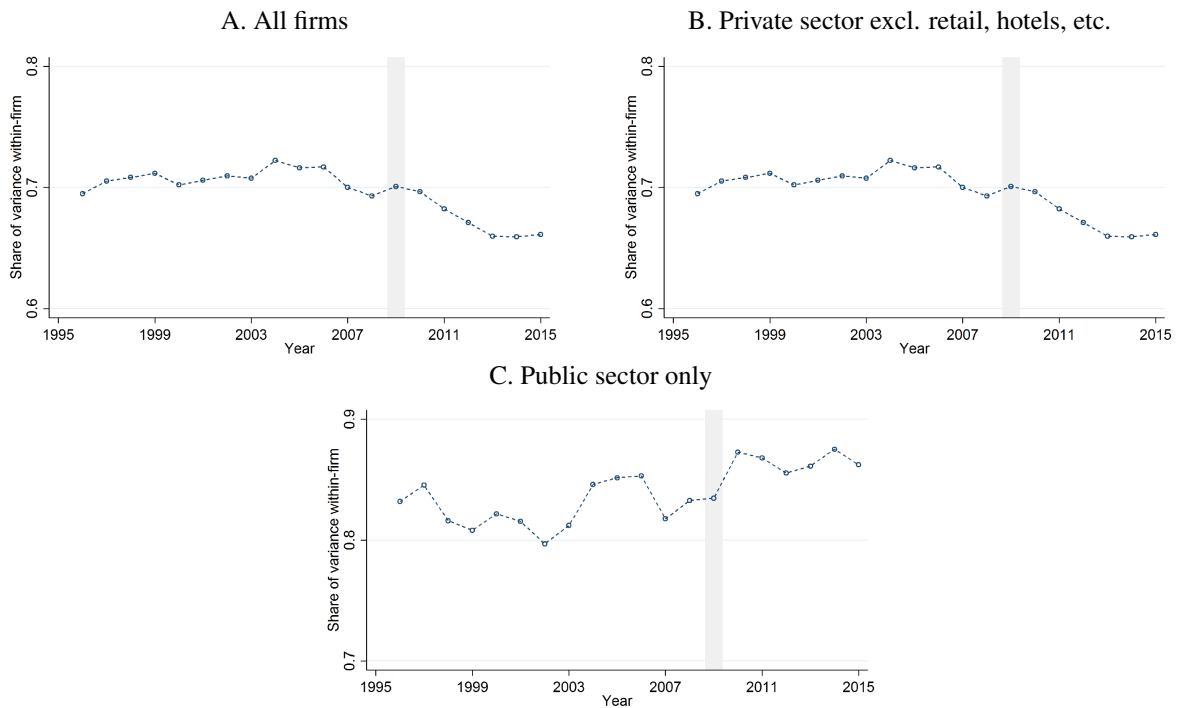 A. All firms
Share of variance within-firm
0.8
0.7
0.6
1995 1999 2003 2007 2011 2015
Year
B. Private sector excl. retail, hotels, etc.
Share of variance within-firm
0.8
0.7
0.6
1995 1999 2003 2007 2011 2015
Year
C. Public sector only
Share of variance within-firm
0.9
0.8
0.7
1995 1999 2003 2007 2011 2015
Year